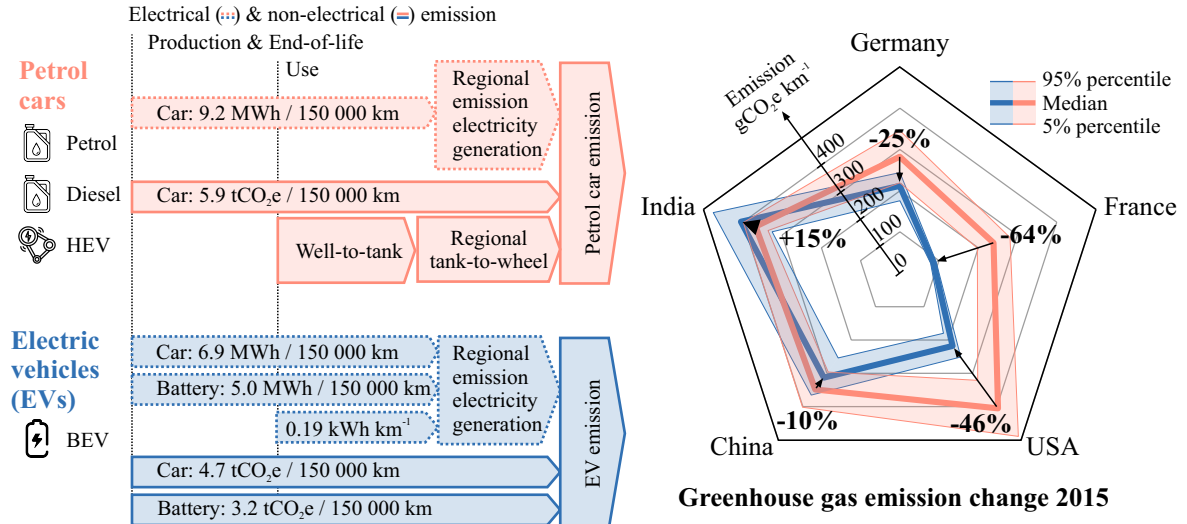 Electrical (:::) & non-electrical (=) emission
Production & End-of-life
Use
Petrol
cars
Petrol
Diesel
HEV
Car: 9.2 MWh / 150 000 km
Regional
emission
electricity
generation
Car: 5.9 tCO₂e / 150 000 km
Well-to-tank
Regional
tank-to-wheel
Petrol car emission
Electric
vehicles
(EVs)
BEV
Car: 6.9 MWh / 150 000 km
Battery: 5.0 MWh / 150 000 km
0.19 kWh km⁻¹
Regional
emission
electricity
generation
Car: 4.7 tCO₂e / 150 000 km
Battery: 3.2 tCO₂e / 150 000 km
EV emission
Germany
Emission
gCO₂e km⁻¹
95% percentile
Median
5% percentile
400
300
200
100
0
-25%
India
France
+15%
-64%
-10%
-46%
China
USA
Greenhouse gas emission change 2015